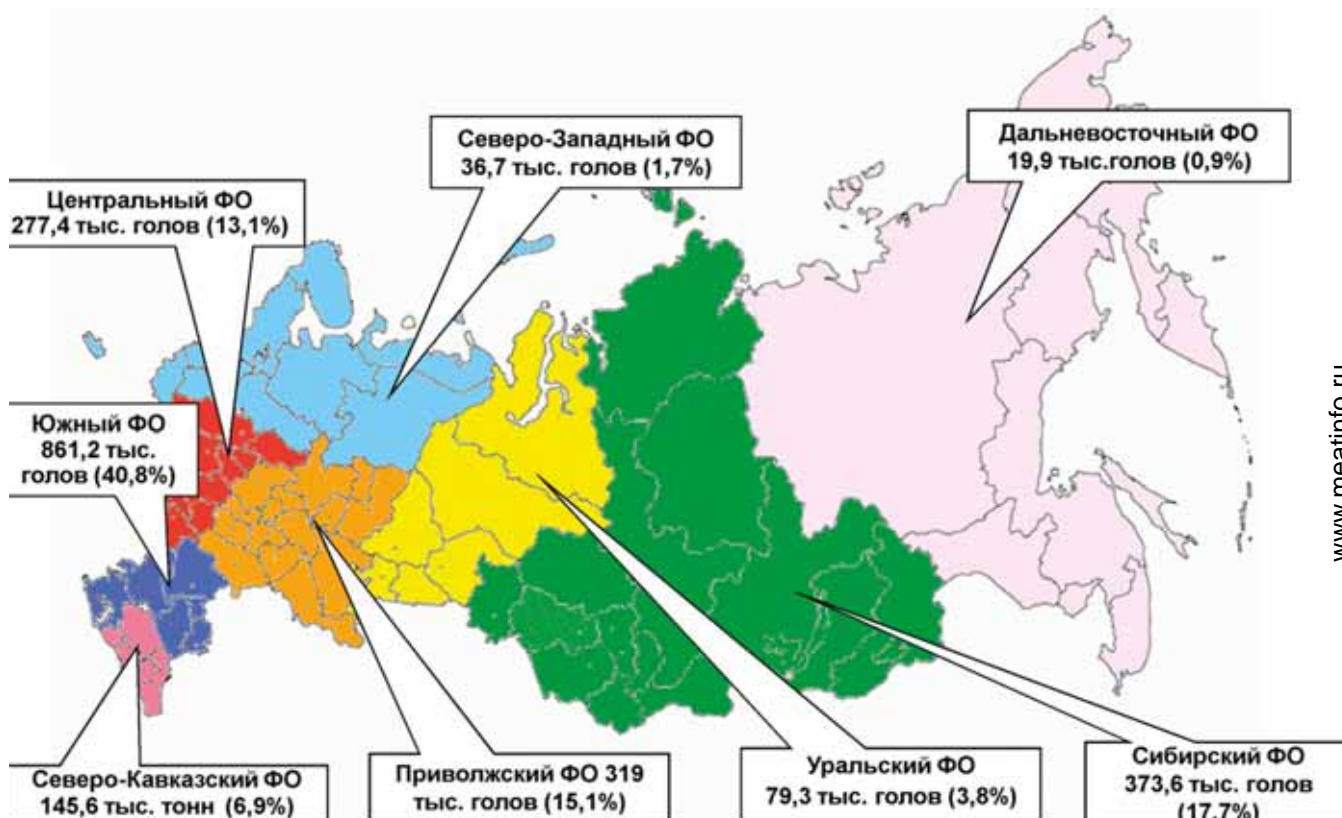 Северо-Западный ФО
36,7 тыс. голов (1,7%)
Дальневосточный ФО
19,9 тыс.голов (0,9%)
Центральный ФО
277,4 тыс. голов (13,1%)
Южный ФО
861,2 тыс.
голов (40,8%)
www.meatinfo.ru
Северо-Кавказский ФО
145,6 тыс. тонн (6,9%)
Приволжский ФО 319
тыс. голов (15,1%)
Уральский ФО
79,3 тыс. голов (3,8%)
Сибирский ФО
373,6 тыс. голов
(17,7%)